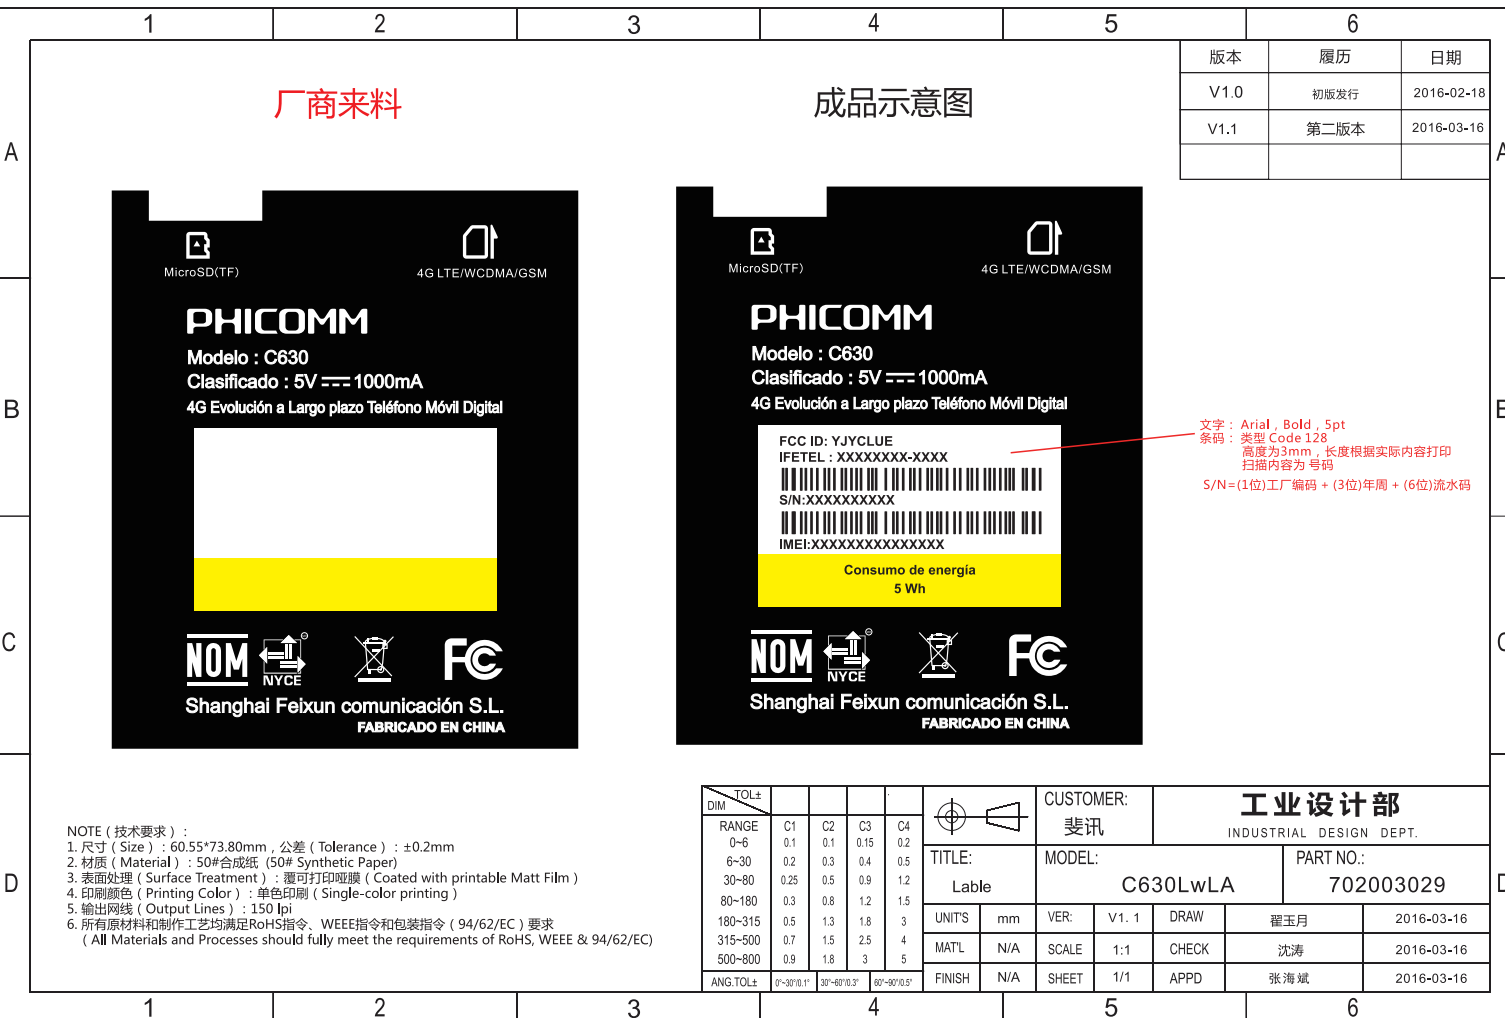 1 2 3 4 5 6
版本 履历 日期
V1.0 初版发行 2016-02-18
V1.1 第二版本 2016-03-16
厂商来料 成品示意图
A A
MicroSD(TF)
4G LTE/WCDMA/GSM
PHICOMM
Modelo : C630
Clasificado : 5V 1000mA
4G Evolución a Largo plazo Teléfono Móvil Digital
NOM
NYCE
FC
Shanghai Feixun comunicación S.L.
FABRICADO EN CHINA
MicroSD(TF)
4G LTE/WCDMA/GSM
PHICOMM
Modelo : C630
Clasificado : 5V 1000mA
4G Evolución a Largo plazo Teléfono Móvil Digital
FCC ID: YJYCLUE
IFETEL : XXXXXXXX-XXXX
S/N:XXXXXXXXXX
IMEI:XXXXXXXXXXXXXXX
Consumo de energía
5 Wh
NOM
NYCE
FC
Shanghai Feixun comunicación S.L.
FABRICADO EN CHINA
B
文字： Arial , Bold , 5pt
条码： 类型 Code 128
高度为3mm，长度根据实际内容打印
扫描内容为 号码
S/N=(1位)工厂编码 + (3位)年周 + (6位)流水码
C
D
NOTE（技术要求）:
1. 尺寸（Size）: 60.55*73.80mm , 公差（Tolerance）: ±0.2mm
2. 材质（Material）: 50#合成纸 (50# Synthetic Paper)
3. 表面处理（Surface Treatment）: 覆可打印哑膜（Coated with printable Matt Film）
4. 印刷颜色（Printing Color）: 单色印刷（Single-color printing）
5. 输出网线（Output Lines）: 150 lpi
6. 所有原材料和制作工艺均满足RoHS指令、WEEE指令和包装指令（94/62/EC）要求
（All Materials and Processes should fully meet the requirements of RoHS, WEEE & 94/62/EC)
TOL±
DIM
RANGE C1 C2 C3 C4
0~6 0.1 0.1 0.15 0.2
6~30 0.2 0.3 0.4 0.5
30~80 0.25 0.5 0.9 1.2
80~180 0.3 0.8 1.2 1.5
180~315 0.5 1.3 1.8 3
315~500 0.7 1.5 2.5 4
500~800 0.9 1.8 3 5
ANG.TOL± 0°~30°/0.1° 30°~60°/0.3° 60°~90°/0.5°
CUSTOMER:
斐讯
工业设计部
INDUSTRIAL DESIGN DEPT.
TITLE:
Lable
MODEL:
C630LwLA
PART NO.:
702003029
UNIT'S mm VER: V1. 1 DRAW 翟玉月 2016-03-16
MAT'L N/A SCALE 1:1 CHECK 沈涛 2016-03-16
FINISH N/A SHEET 1/1 APPD 张海斌 2016-03-16
1 2 3 4 5 6